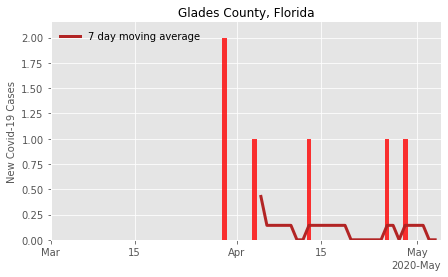 Glades County, Florida
7 day moving average
New Covid-19 Cases
2.00
1.75
1.50
1.25
1.00
0.75
0.50
0.25
0.00
Mar
15
Apr
15
May
2020-May